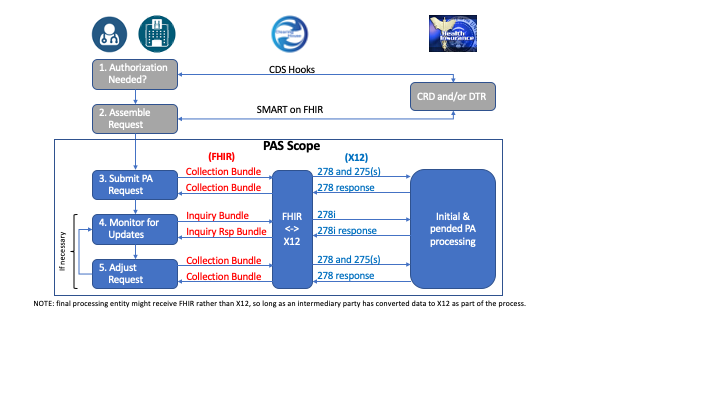 Health
Insurance
1. Authorization
Needed?
CDS Hooks
CRD and/or DTR
2. Assemble
Request
SMART on FHIR
PAS Scope
(FHIR)
(X12)
3. Submit PA
Request
Collection Bundle
Collection Bundle
278 and 275(s)
278 response
FHIR
<->
X12
Initial &
pended PA
processing
If necessary
4. Monitor for
Updates
Inquiry Bundle
Inquiry Rsp Bundle
278i
278i response
5. Adjust
Request
Collection Bundle
Collection Bundle
278 and 275(s)
278 response
NOTE: final processing entity might receive FHIR rather than X12, so long as an intermediary party has converted data to X12 as part of the process.